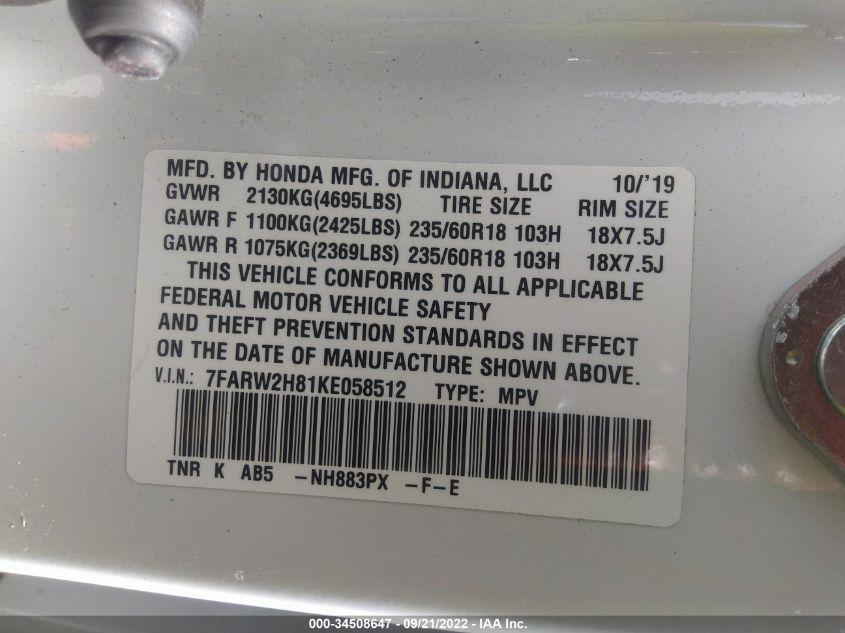 MFD. BY HONDA MFG. OF INDIANA, LLC 10/'19
GVWR 2130KG(4695LBS) TIRE SIZE RIM SIZE
GAWR F 1100KG(2425LBS) 235/60R18 103H 18X7.5J
GAWR R 1075KG(2369LBS) 235/60R18 103H 18X7.5J
THIS VEHICLE CONFORMS TO ALL APPLICABLE
FEDERAL MOTOR VEHICLE SAFETY
AND THEFT PREVENTION STANDARDS IN EFFECT
ON THE DATE OF MANUFACTURE SHOWN ABOVE.
V.I.N.: 7FARW2H81KE058512 TYPE: MPV
TNR K AB5 -NH883PX -F-E
000-34508647 - 09/21/2022 - IAA Inc.